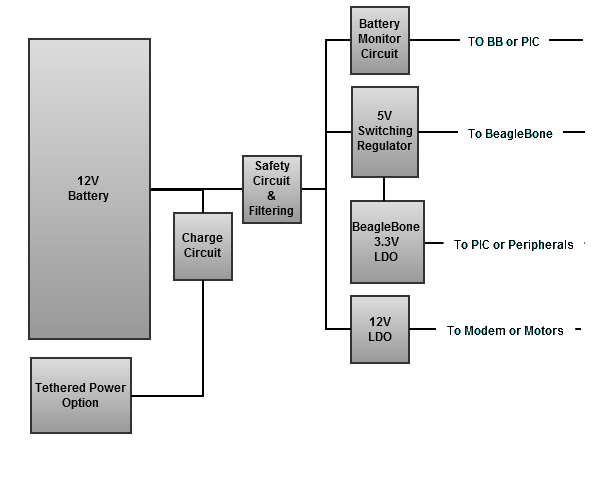 Battery
Monitor
Circuit
TO BB or PIC
5V
Switching
Regulator
To BeagleBone
12V
Battery
Safety
Circuit
&
Filtering
Charge
Circuit
BeagleBone
3.3V
LDO
To PIC or Peripherals
12V
LDO
To Modem or Motors
Tethered Power
Option